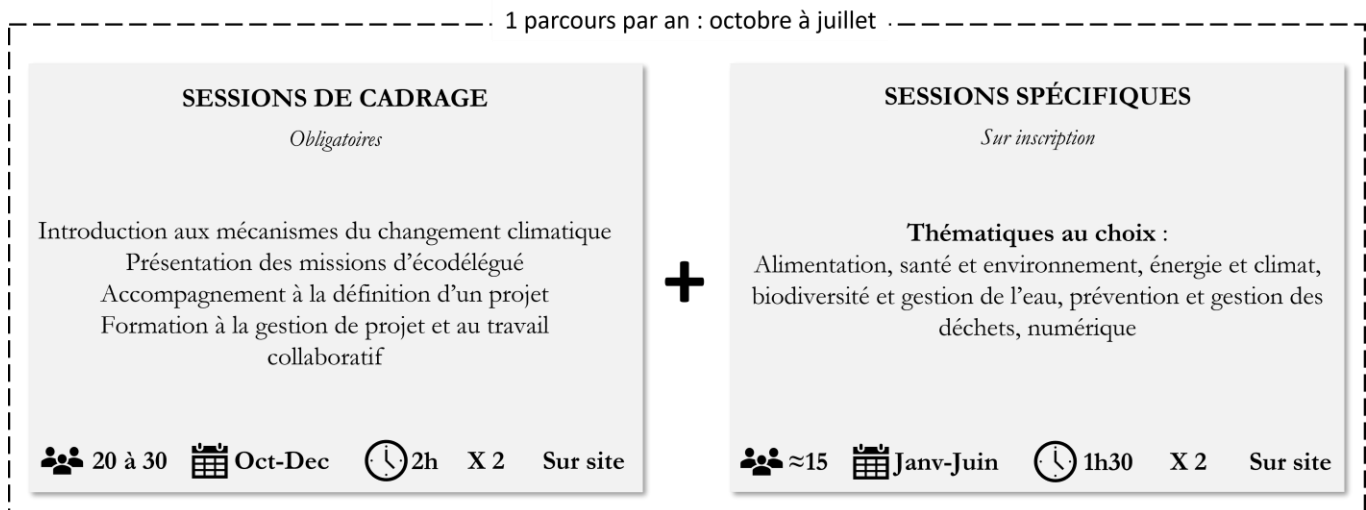 1 parcours par an : octobre à juillet
SESSIONS DE CADRAGE
Obligatoires
Introduction aux mécanismes du changement climatique
Présentation des missions d’écodélégué
Accompagnement à la définition d’un projet
Formation à la gestion de projet et au travail
collaboratif
20 à 30 Oct-Dec 2h X 2 Sur site
+
SESSIONS SPÉCIFIQUES
Sur inscription
Thématiques au choix :
Alimentation, santé et environnement, énergie et climat,
biodiversité et gestion de l’eau, prévention et gestion des
déchets, numérique
≈15 Janv-Juin 1h30 X 2 Sur site